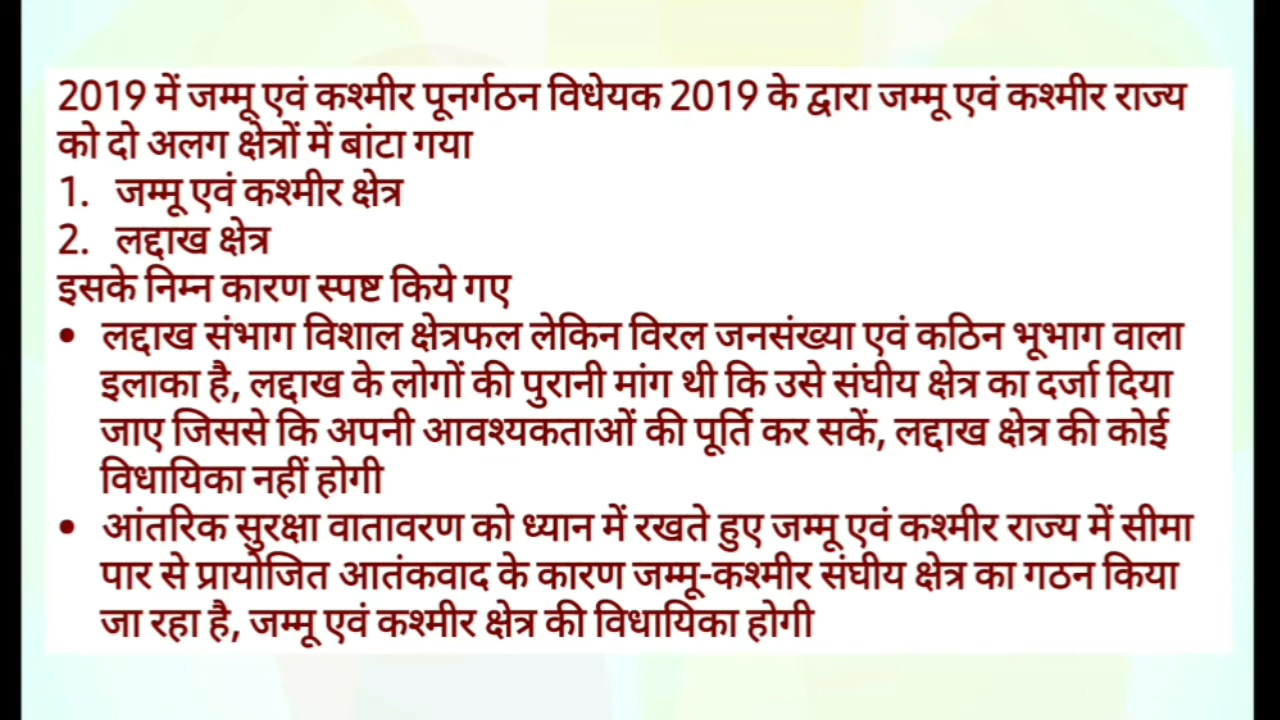 2019 में जम्मू एवं कश्मीर पूनर्गठन विधेयक 2019 के द्वारा जम्मू एवं कश्मीर राज्य
को दो अलग क्षेत्रों में बांटा गया
1. जम्मू एवं कश्मीर क्षेत्र
2. लद्दाख क्षेत्र
इसके निम्न कारण स्पष्ट किये गए
• लद्दाख संभाग विशाल क्षेत्रफल लेकिन विरल जनसंख्या एवं कठिन भूभाग वाला
इलाका है, लद्दाख के लोगों की पुरानी मांग थी कि उसे संघीय क्षेत्र का दर्जा दिया
जाए जिससे कि अपनी आवश्यकताओं की पूर्ति कर सकें, लद्दाख क्षेत्र की कोई
विधायिका नहीं होगी
• आंतरिक सुरक्षा वातावरण को ध्यान में रखते हुए जम्मू एवं कश्मीर राज्य में सीमा
पार से प्रायोजित आतंकवाद के कारण जम्मू-कश्मीर संघीय क्षेत्र का गठन किया
जा रहा है, जम्मू एवं कश्मीर क्षेत्र की विधायिका होगी